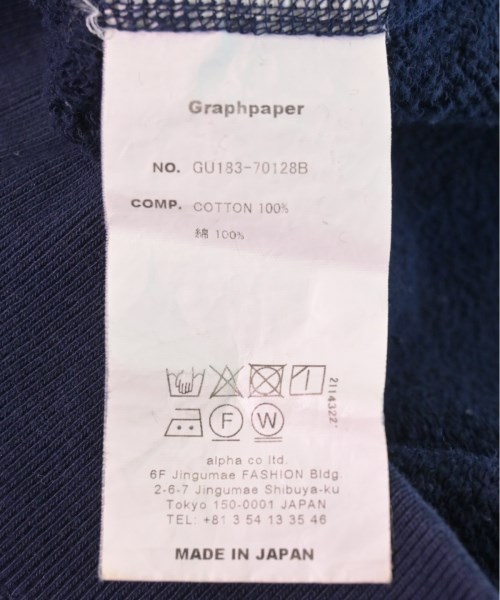 Graphpaper
NO. GU183-70128B
COMP. COTTON 100%
綿 100%
2114322
F W
alpha co ltd.
6F Jingumae FASHION Bldg.
2-6-7 Jingumae Shibuya-ku
Tokyo 150-0001 JAPAN
TEL: +81 3 54 13 35 46
MADE IN JAPAN